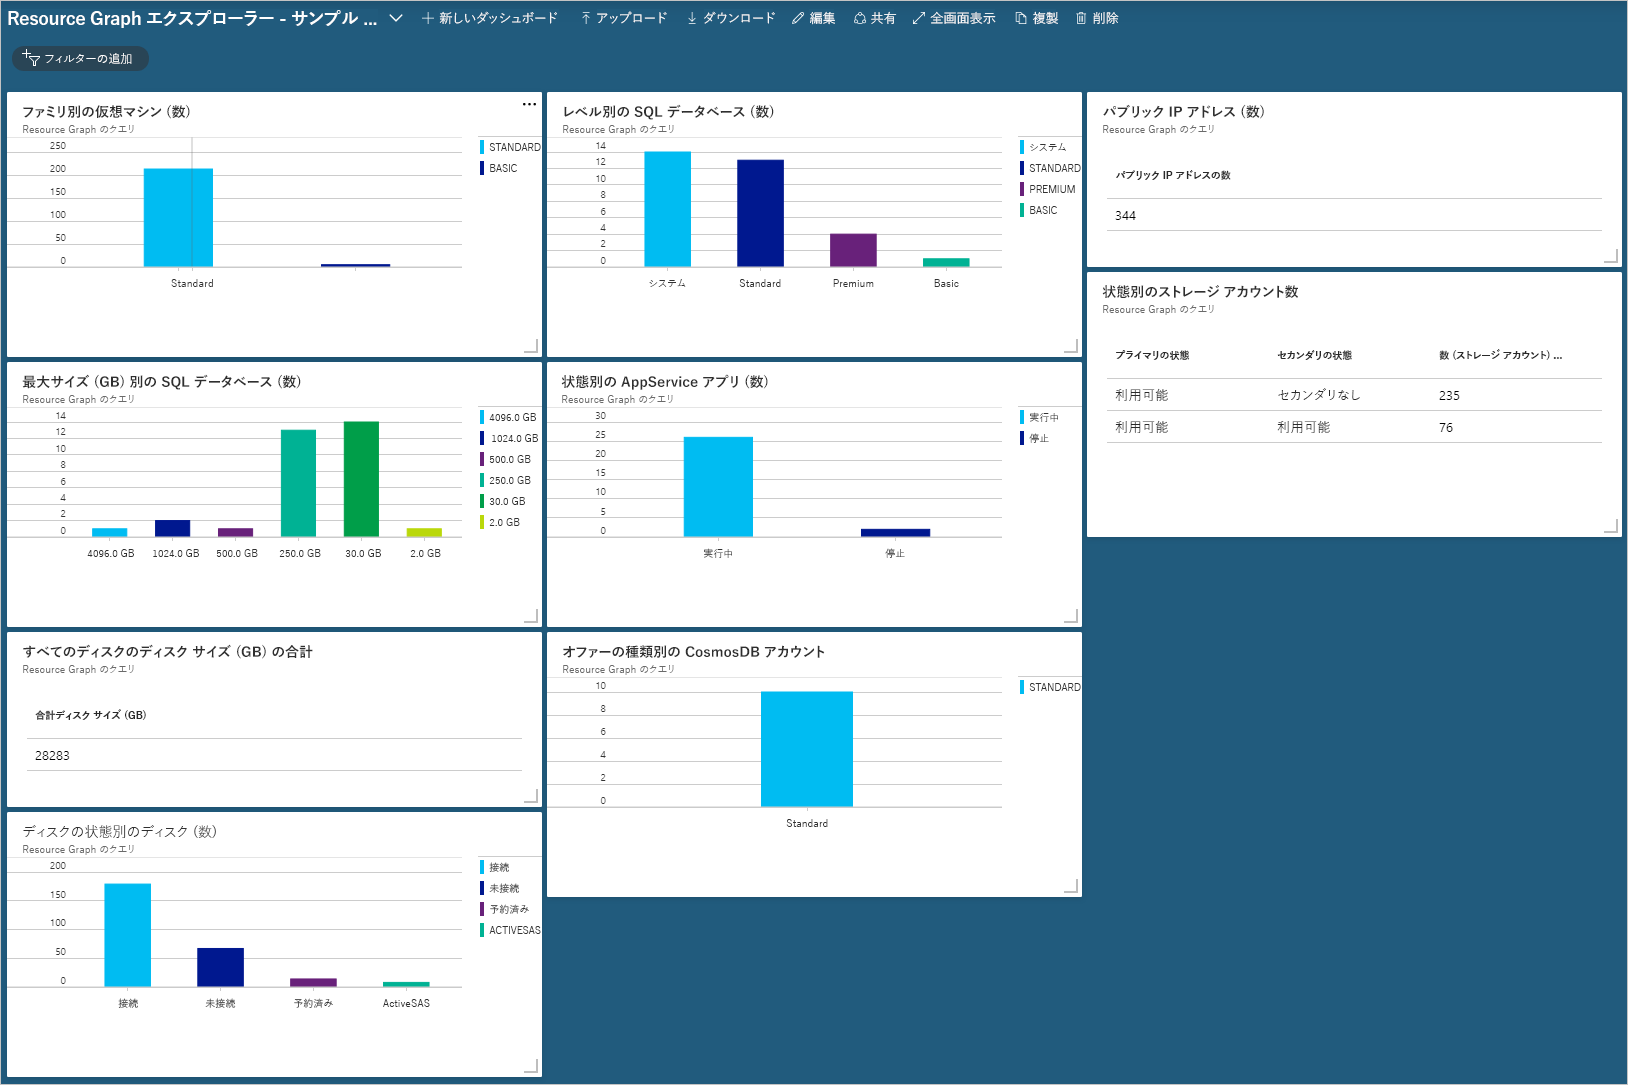 Resource Graph エクスプローラー - サンプル ...
新しいダッシュボード
アップロード
ダウンロード
編集
共有
全画面表示
複製
削除
フィルターの追加
ファミリ別の仮想マシン (数)
Resource Graph のクエリ
250
200
150
100
50
0
Standard
STANDARD
BASIC
レベル別の SQL データベース (数)
Resource Graph のクエリ
14
12
10
8
6
4
2
0
システム
Standard
Premium
Basic
システム
STANDARD
PREMIUM
BASIC
パブリック IP アドレス (数)
Resource Graph のクエリ
パブリック IP アドレスの数
344
状態別のストレージ アカウント数
Resource Graph のクエリ
プライマリの状態 セカンダリの状態 数 (ストレージ アカウント) ...
利用可能 セカンダリなし 235
利用可能 利用可能 76
最大サイズ (GB) 別の SQL データベース (数)
Resource Graph のクエリ
14
12
10
8
6
4
2
0
4096.0 GB
1024.0 GB
500.0 GB
250.0 GB
30.0 GB
2.0 GB
4096.0 GB
1024.0 GB
500.0 GB
250.0 GB
30.0 GB
2.0 GB
状態別の AppService アプリ (数)
Resource Graph のクエリ
30
25
20
15
10
5
0
実行中
停止
実行中
停止
すべてのディスクのディスク サイズ (GB) の合計
Resource Graph のクエリ
合計ディスク サイズ (GB)
28283
オファーの種類別の CosmosDB アカウント
Resource Graph のクエリ
10
8
6
4
2
0
Standard
STANDARD
ディスクの状態別のディスク (数)
Resource Graph のクエリ
200
150
100
50
0
接続
未接続
予約済み
ActiveSAS
接続
未接続
予約済み
ACTIVESAS